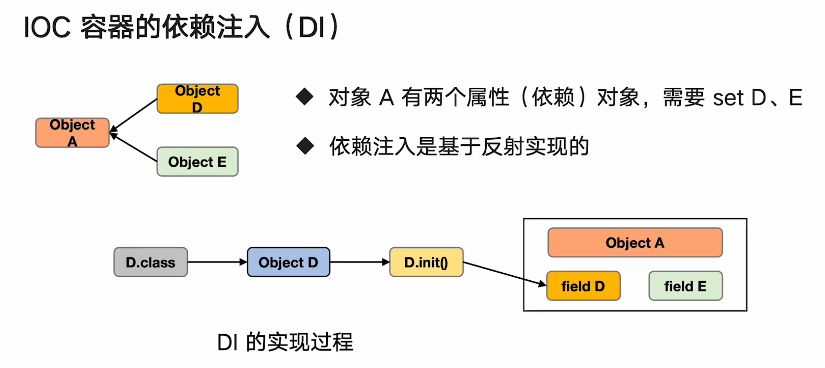 IOC 容器的依赖注入（DI）
Object
D
Object
A
Object E
◆ 对象 A 有两个属性（依赖）对象，需要 set D、E
◆ 依赖注入是基于反射实现的
D.class
Object D
D.init()
Object A
field D
field E
DI 的实现过程